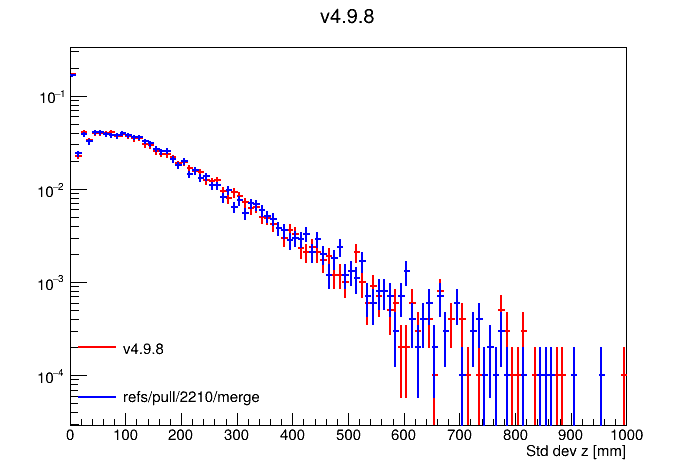 v4.9.8
10⁻¹
10⁻²
10⁻³
10⁻⁴
v4.9.8
refs/pull/2210/merge
0 100 200 300 400 500 600 700 800 900 1000
Std dev z [mm]